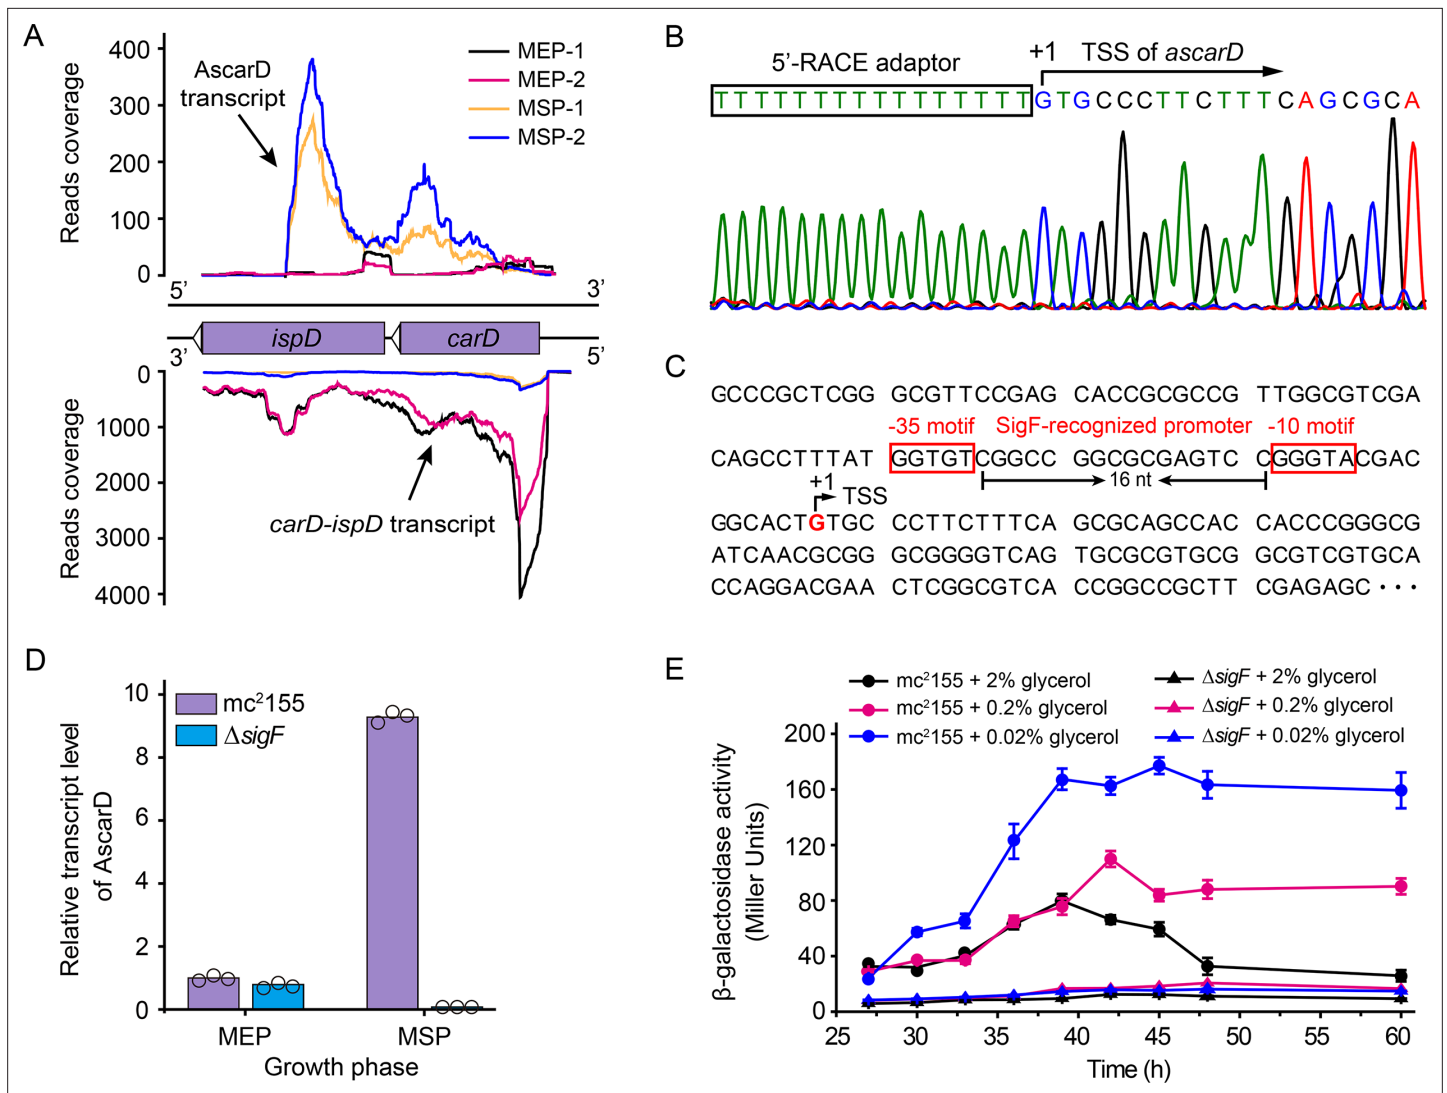 A
400
300
200
100
0
Reads coverage
AscarD
transcript
MEP-1
MEP-2
MSP-1
MSP-2
5’
3’
ispD
carD
3’
5’
0
1000
2000
3000
4000
Reads coverage
carD-ispD transcript
B
5’-RACE adaptor
+1
TSS of ascarD
TTTTTTTTTTTTTTTTGTGCCCTTCTTTCAGCGCA
C
GCCCGCTCGG GCGTTCCGAG CACCGCGCCG TTGGCGTCGA
-35 motif SigF-recognized promoter -10 motif
CAGCCTTTAT GGTGTCGGCC GGCGCGAGTC CGGGTACGAC
+1
TSS
16 nt
GGCACTGTGC CCTTCTTTCA GCGCAGCCAC CACCCGGGCG
ATCAACGCGG GCGGGGTCAG TGCGCGTGCG GCGTCGTGCA
CCAGGACGAA CTCGGCGTCA CCGGCCGCTT CGAGAGC ···
D
10
8
6
4
2
0
Relative transcript level
of AscarD
mc²155
ΔsigF
MEP
MSP
Growth phase
E
mc²155 + 2% glycerol
mc²155 + 0.2% glycerol
mc²155 + 0.02% glycerol
ΔsigF + 2% glycerol
ΔsigF + 0.2% glycerol
ΔsigF + 0.02% glycerol
200
160
120
80
40
0
β-galactosidase activity
(Miller Units)
25
30
35
40
45
50
55
60
Time (h)